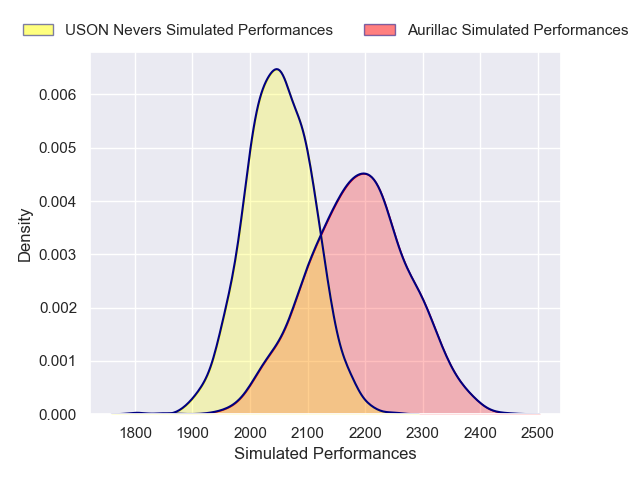 USON Nevers Simulated Performances Aurillac Simulated Performances
0.006
0.005
0.004
0.003
0.002
0.001
0.000
Density
1800 1900 2000 2100 2200 2300 2400 2500
Simulated Performances